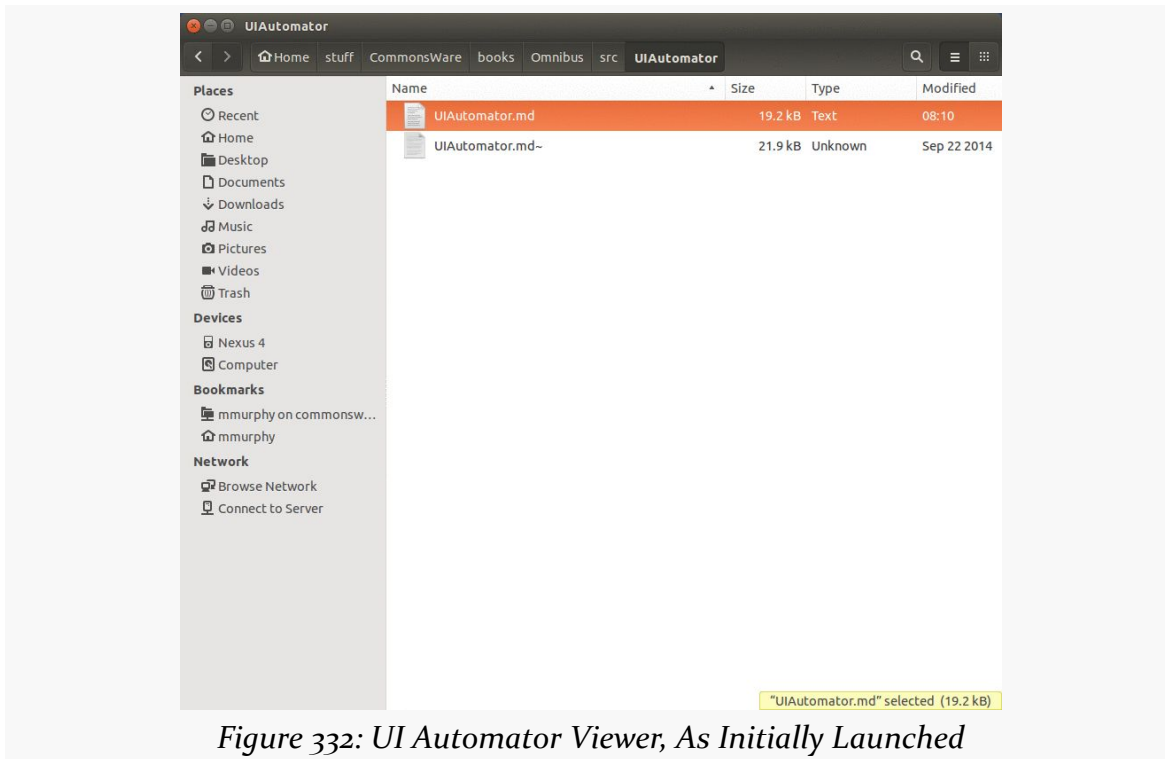 UIAutomator
Home stuff CommonsWare books Omnibus src UIAutomator
Places
Recent
Home
Desktop
Documents
Downloads
Music
Pictures
Videos
Trash
Devices
Nexus 4
Computer
Bookmarks
mmurphy on commonsw...
mmurphy
Network
Browse Network
Connect to Server
Name Size Type Modified
UIAutomator.md 19.2 kB Text 08:10
UIAutomator.md~ 21.9 kB Unknown Sep 22 2014
"UIAutomator.md" selected (19.2 kB)
Figure 332: UI Automator Viewer, As Initially Launched